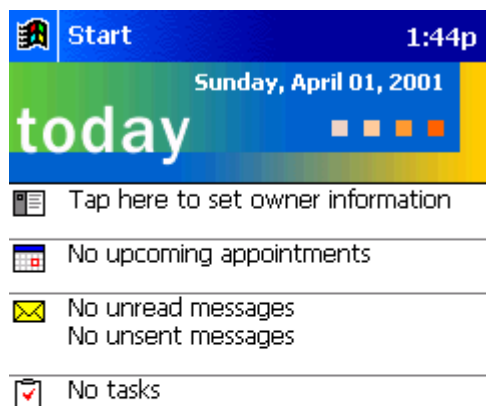 Start 1:44p
Sunday, April 01, 2001
today
Tap here to set owner information
No upcoming appointments
No unread messages
No unsent messages
No tasks